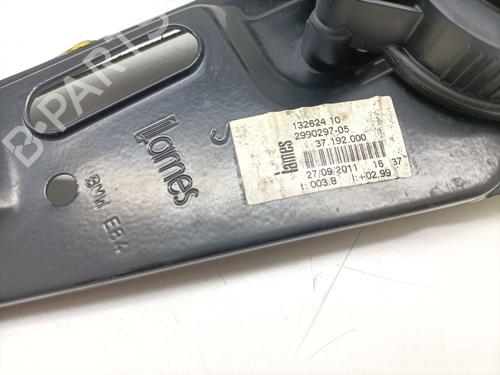 B-PARTS
James
BMW E84
132624 10
2990297-05
37.192.000
James
27/09/2011 16 37
t: 003.8 l:+02.99